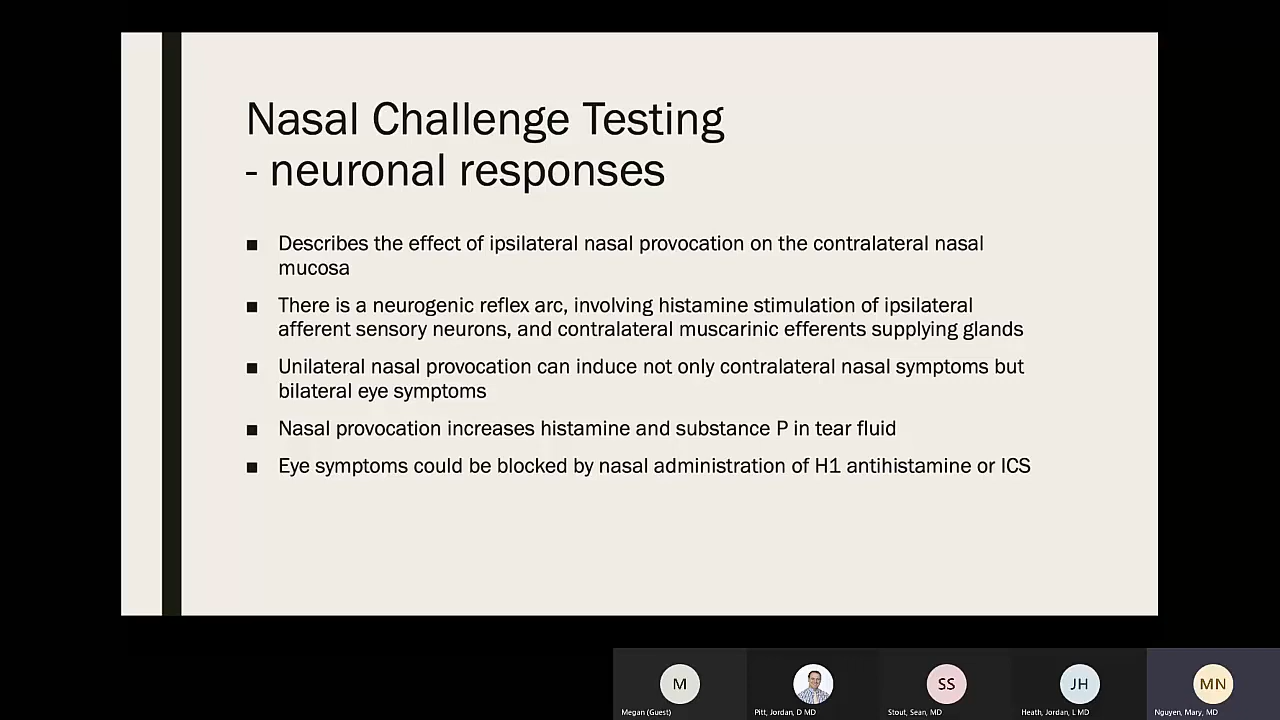 Nasal Challenge Testing
- neuronal responses
■ Describes the effect of ipsilateral nasal provocation on the contralateral nasal
mucosa
■ There is a neurogenic reflex arc, involving histamine stimulation of ipsilateral
afferent sensory neurons, and contralateral muscarinic efferents supplying glands
■ Unilateral nasal provocation can induce not only contralateral nasal symptoms but
bilateral eye symptoms
■ Nasal provocation increases histamine and substance P in tear fluid
■ Eye symptoms could be blocked by nasal administration of H1 antihistamine or ICS
M
SS
JH
MN
Megan (Guest)
Pitt, Jordan, D MD
Stout, Sean, MD
Heath, Jordan, L MD
Nguyen, Mary, MD